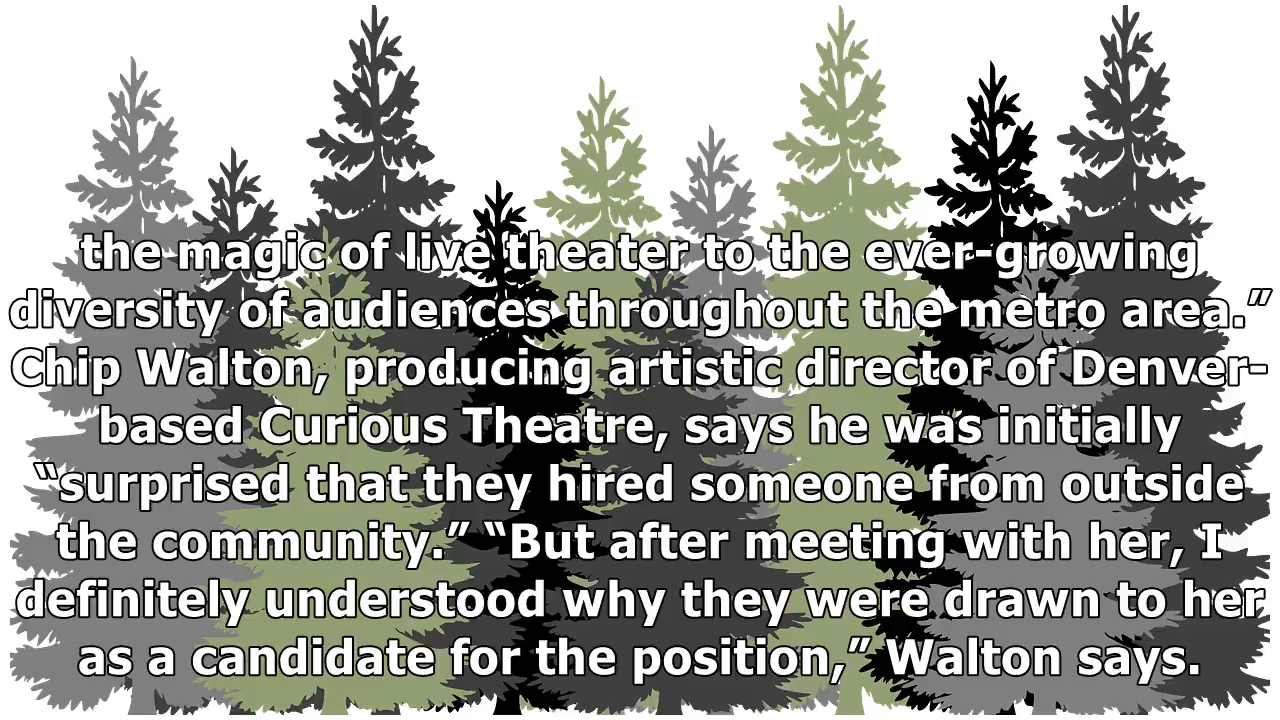 the magic of live theater to the ever-growing
diversity of audiences throughout the metro area.”
Chip Walton, producing artistic director of Denver-
based Curious Theatre, says he was initially
“surprised that they hired someone from outside
the community.” “But after meeting with her, I
definitely understood why they were drawn to her
as a candidate for the position,” Walton says.